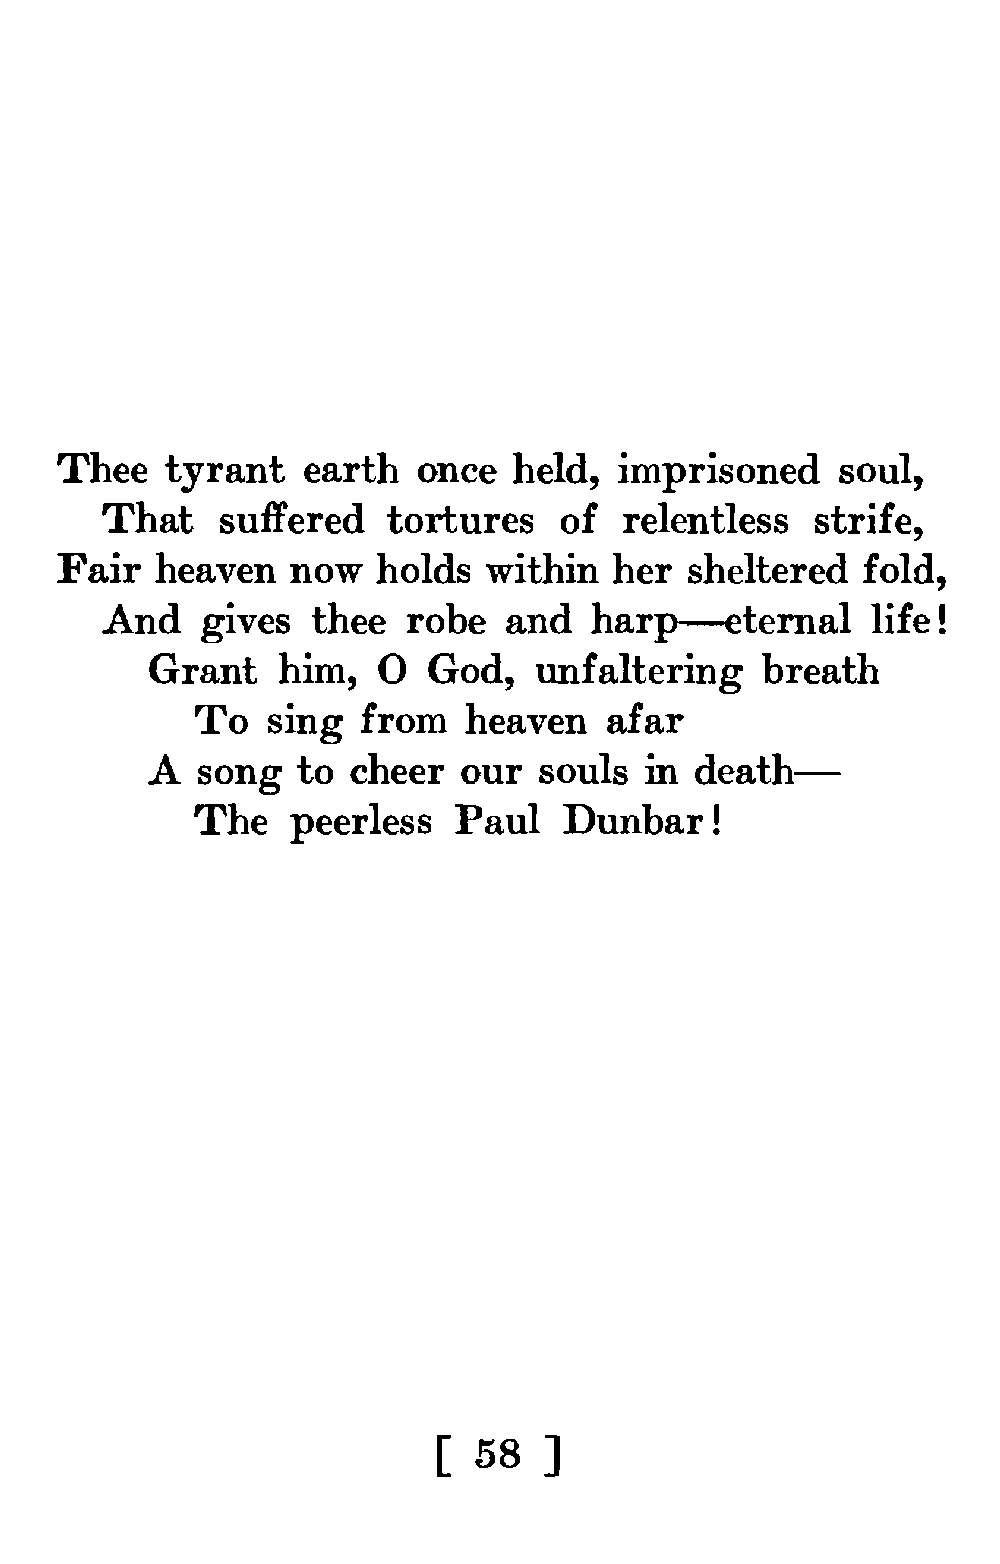 Thee tyrant earth once held, imprisoned soul,
That suffered tortures of relentless strife,
Fair heaven now holds within her sheltered fold,
And gives thee robe and harp—eternal life!
Grant him, O God, unfaltering breath
To sing from heaven afar
A song to cheer our souls in death—
The peerless Paul Dunbar!
[ 58 ]